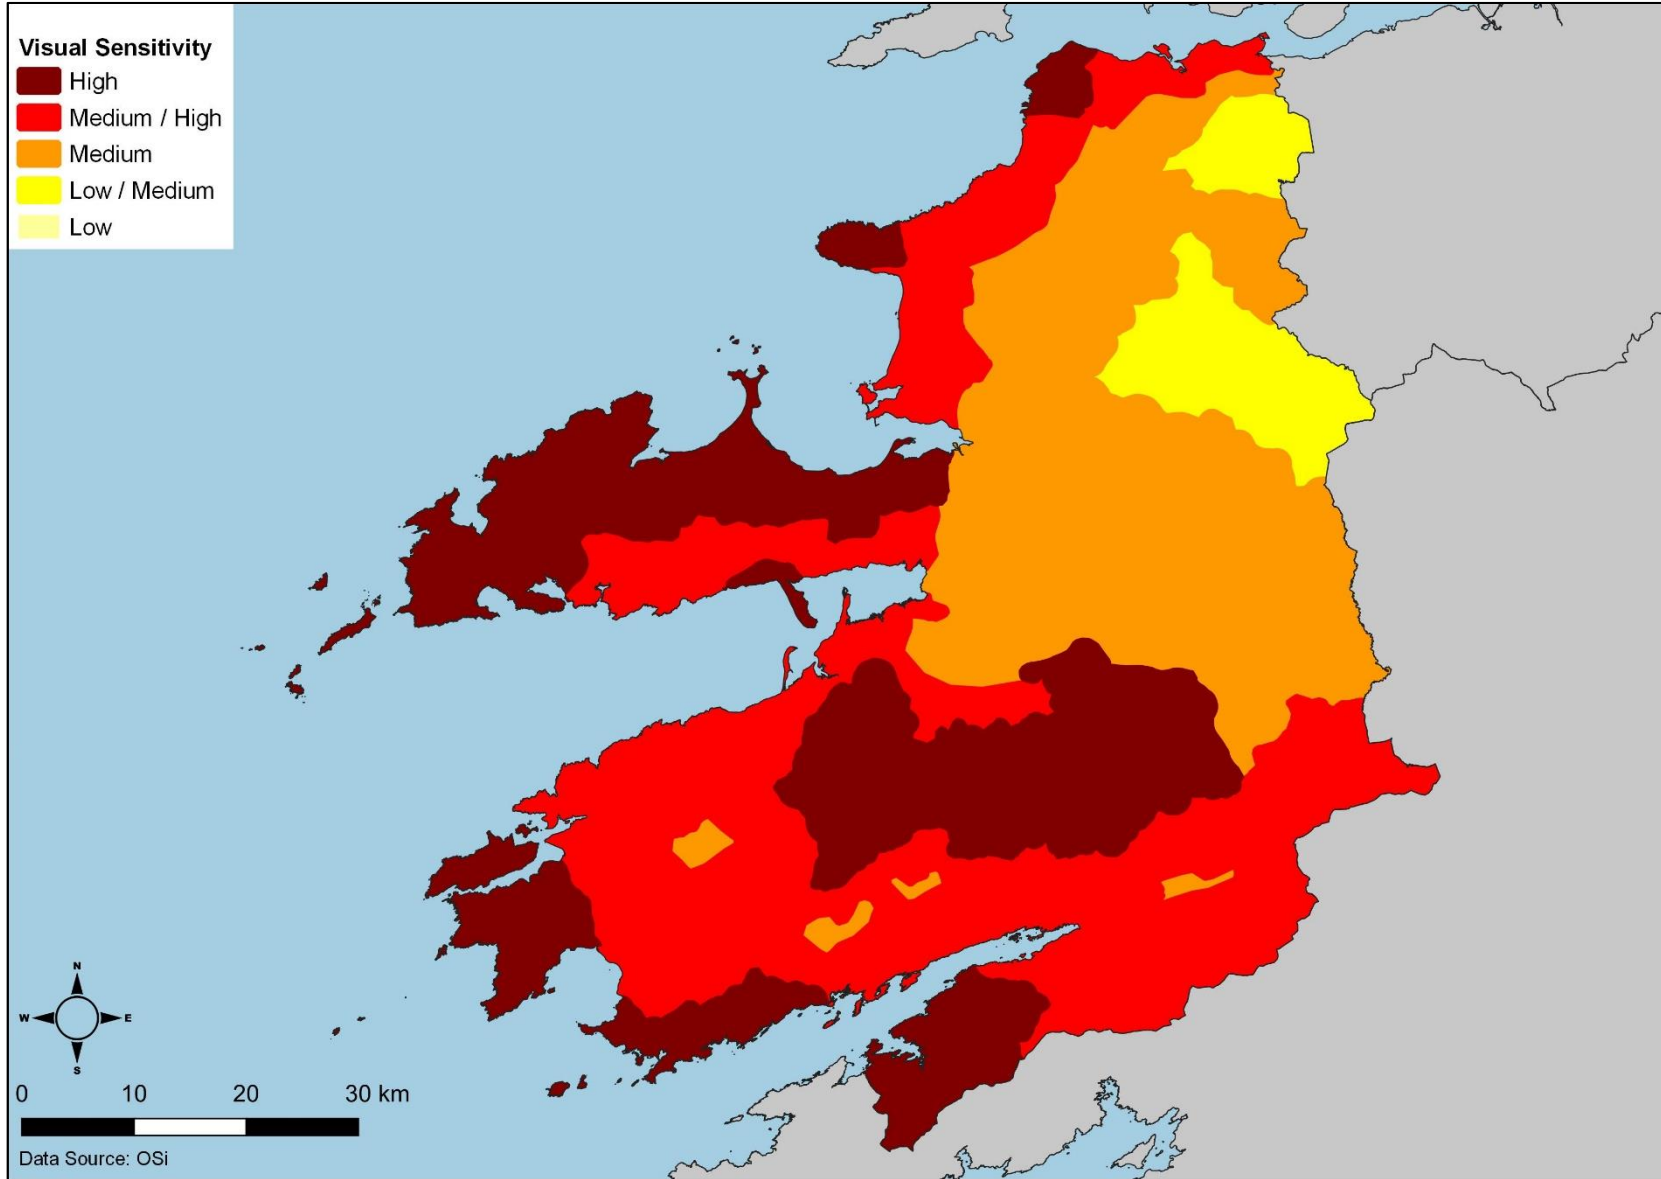 Visual Sensitivity
High
Medium / High
Medium
Low / Medium
Low
N
W E
S
0 10 20 30 km
Data Source: OSi